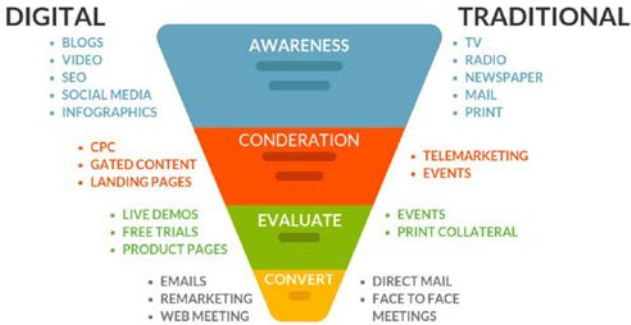 DIGITAL
TRADITIONAL
AWARENESS
• BLOGS
• VIDEO
• SEO
• SOCIAL MEDIA
• INFOGRAPHICS
• TV
• RADIO
• NEWSPAPER
• MAIL
• PRINT
CONDERATION
• CPC
• GATED CONTENT
• LANDING PAGES
• TELEMARKETING
• EVENTS
EVALUATE
• LIVE DEMOS
• FREE TRIALS
• PRODUCT PAGES
• EVENTS
• PRINT COLLATERAL
CONVERT
• EMAILS
• REMARKETING
• WEB MEETING
• DIRECT MAIL
• FACE TO FACE
MEETINGS